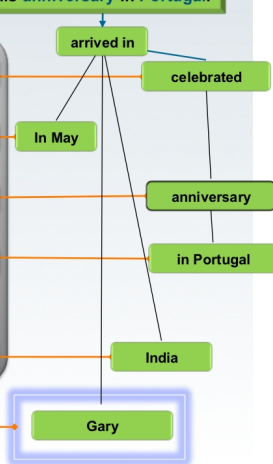 anniversary in Portugal.
arrived in
celebrated
In May
anniversary
in Portugal
India
Gary